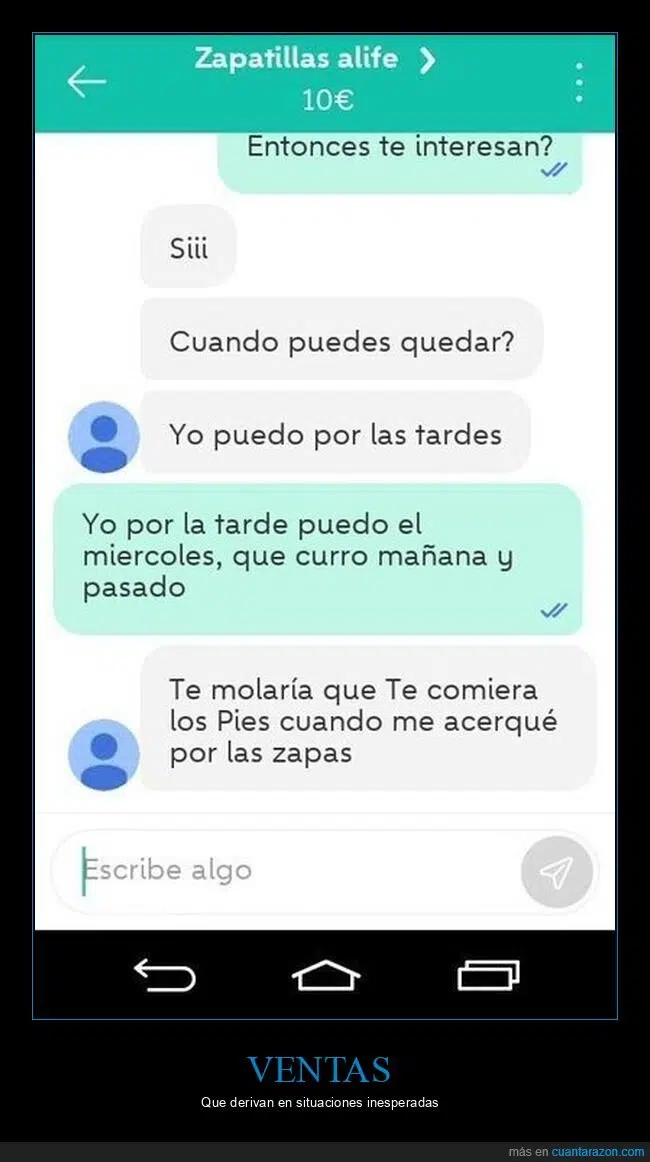 Zapatillas alife
10€
Entonces te interesan?
Siii
Cuando puedes quedar?
Yo puedo por las tardes
Yo por la tarde puedo el
miercoles, que curro mañana y
pasado
Te molaría que Te comiera
los Pies cuando me acerqué
por las zapas
Escribe algo
VENTAS
Que derivan en situaciones inesperadas
más en cuantarazon.com